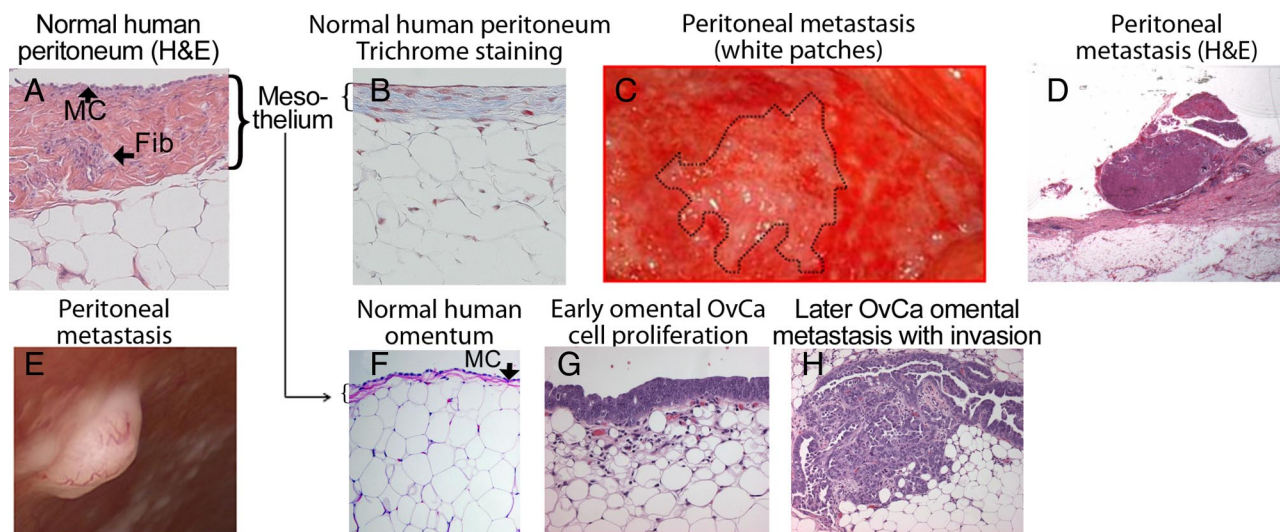 Normal human
peritoneum (H&E)
A
MC
Fib
Meso-
thelium
Normal human peritoneum
Trichrome staining
B
Peritoneal metastasis
(white patches)
C
Peritoneal
metastasis (H&E)
D
Peritoneal
metastasis
E
Normal human
omentum
F
MC
Early omental OvCa
cell proliferation
G
Later OvCa omental
metastasis with invasion
H